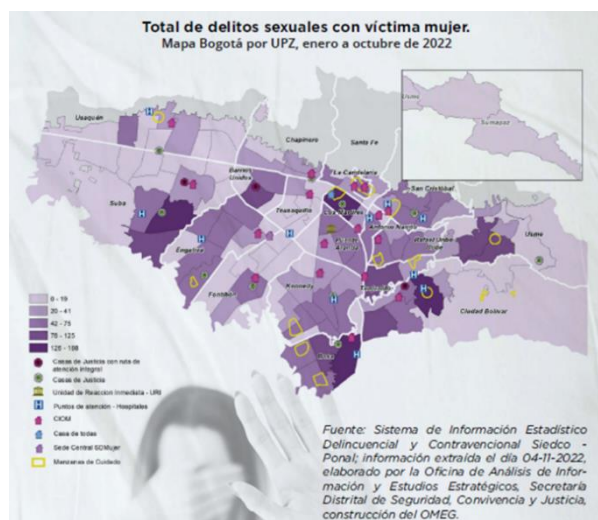 Total de delitos sexuales con víctima mujer.
Mapa Bogotá por UPZ, enero a octubre de 2022
Usaquén
Chapinero
Santa Fe
Usme
Sumapaz
La Candelaria
Barrios
Unidos
San Cristóbal
Suba
Teusaquillo
Los Mártires
Antonio Nariño
Usme
Engativá
Puente
Aranda
Rafael Uribe
Uribe
Fontibón
Kennedy
Tunjuelito
Ciudad Bolívar
Bosa
0 - 19
20 - 41
42 - 75
76 - 125
126 - 198
Casas de Justicia con ruta de
atención integral
Casas de Justicia
Unidad de Reaccion Inmediata - URI
Puntos de atención - Hospitales
CIOM
Casa de todas
Sede Central SDMujer
Manzanas de Cuidado
Fuente: Sistema de Información Estadístico
Delincuencial y Contravencional Siedco -
Ponal; información extraída el día 04-11-2022,
elaborado por la Oficina de Análisis de Infor-
mación y Estudios Estratégicos, Secretaría
Distrital de Seguridad, Convivencia y Justicia,
construcción del OMEG.